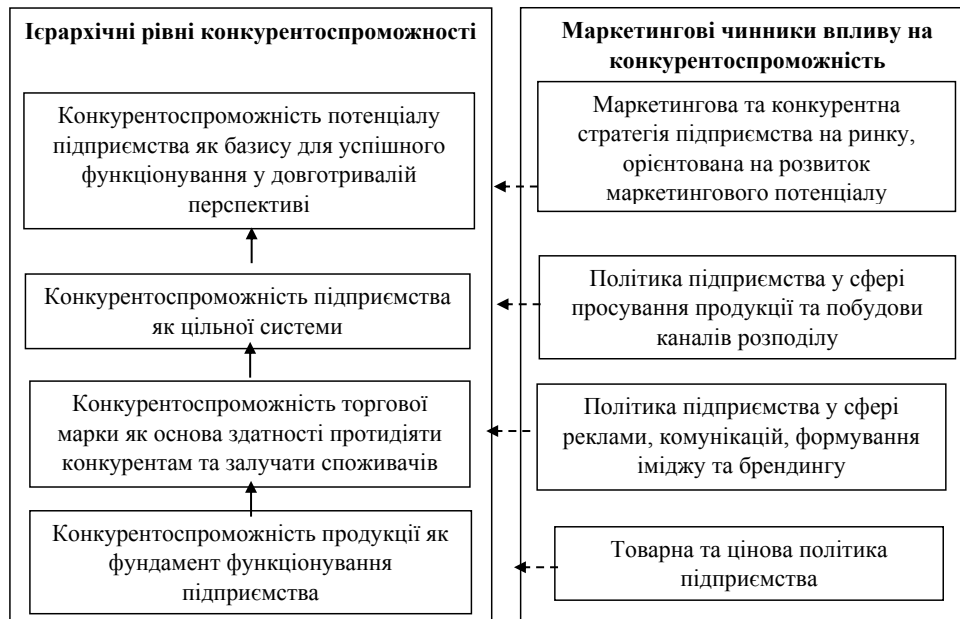 Ієрархічні рівні конкурентоспроможності
Конкурентоспроможність потенціалу
підприємства як базису для успішного
функціонування у довготривалій
перспективі
Конкурентоспроможність підприємства
як цільної системи
Конкурентоспроможність торгової
марки як основа здатності протидіяти
конкурентам та залучати споживачів
Конкурентоспроможність продукції як
фундамент функціонування
підприємства
Маркетингові чинники впливу на
конкурентоспроможність
Маркетингова та конкурентна
стратегія підприємства на ринку,
орієнтована на розвиток
маркетингового потенціалу
Політика підприємства у сфері
просування продукції та побудови
каналів розподілу
Політика підприємства у сфері
реклами, комунікацій, формування
іміджу та брендингу
Товарна та цінова політика
підприємства